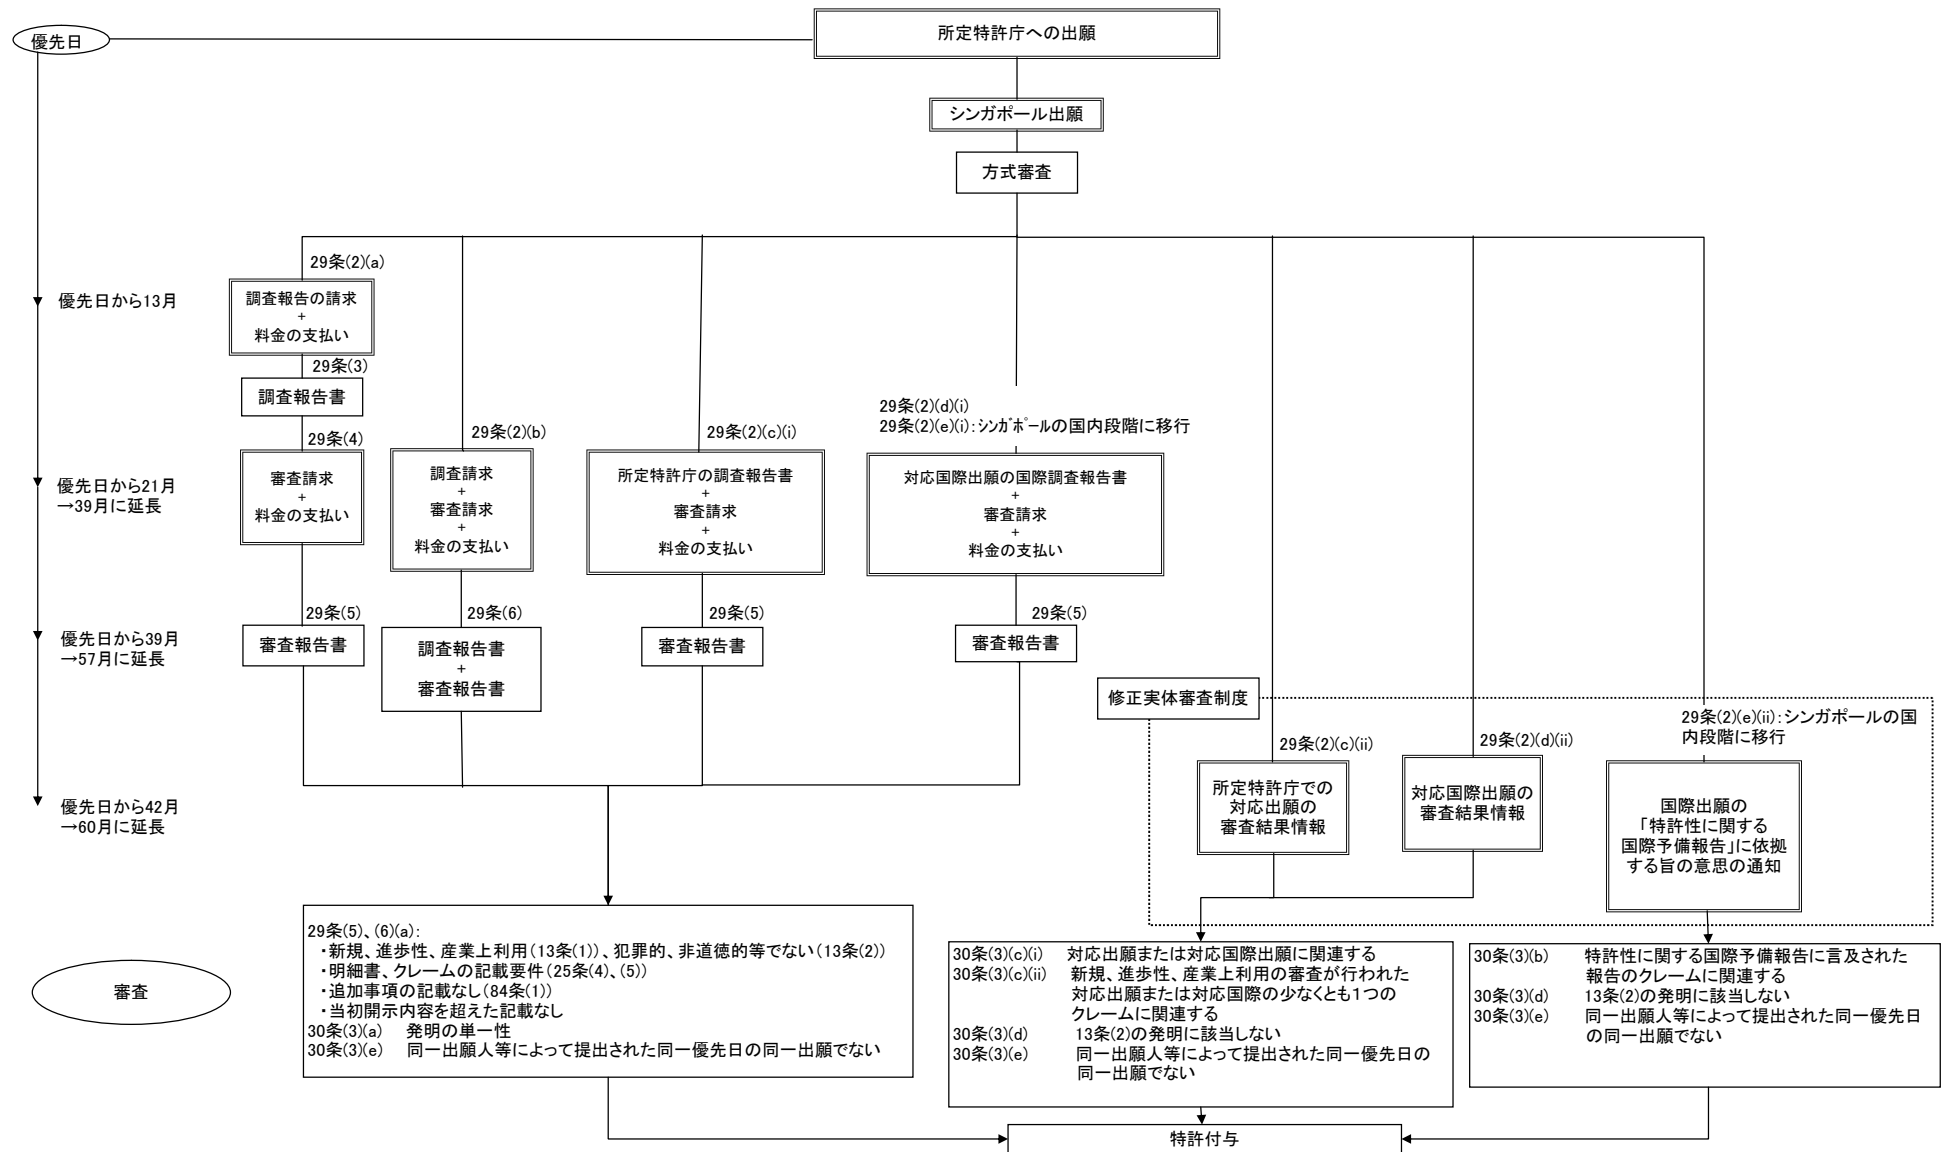 優先日
所定特許庁への出願
シンガポール出願
方式審査
29条(2)(a)
優先日から13月
調査報告の請求
+
料金の支払い
29条(3)
調査報告書
29条(4)
29条(2)(b)
29条(2)(c)(i)
29条(2)(d)(i)
29条(2)(e)(i):シンガポールの国内段階に移行
優先日から21月
→39月に延長
審査請求
+
料金の支払い
調査請求
+
審査請求
+
料金の支払い
所定特許庁の調査報告書
+
審査請求
+
料金の支払い
対応国際出願の国際調査報告書
+
審査請求
+
料金の支払い
29条(5)
29条(6)
29条(5)
29条(5)
優先日から39月
→57月に延長
審査報告書
調査報告書
+
審査報告書
審査報告書
審査報告書
修正実体審査制度
29条(2)(c)(ii)
29条(2)(d)(ii)
29条(2)(e)(ii):シンガポールの国
内段階に移行
優先日から42月
→60月に延長
所定特許庁での
対応出願の
審査結果情報
対応国際出願の
審査結果情報
国際出願の
「特許性に関する
国際予備報告」に依拠
する旨の意思の通知
審査
29条(5)、(6)(a):
・新規、進歩性、産業上利用(13条(1))、犯罪的、非道徳的等でない(13条(2))
・明細書、クレームの記載要件(25条(4)、(5))
・追加事項の記載なし(84条(1))
・当初開示内容を超えた記載なし
30条(3)(a) 発明の単一性
30条(3)(e) 同一出願人等によって提出された同一優先日の同一出願でない
30条(3)(c)(i) 対応出願または対応国際出願に関連する
30条(3)(c)(ii) 新規、進歩性、産業上利用の審査が行われた
対応出願または対応国際の少なくとも1つの
クレームに関連する
30条(3)(d) 13条(2)の発明に該当しない
30条(3)(e) 同一出願人等によって提出された同一優先日の
同一出願でない
30条(3)(b) 特許性に関する国際予備報告に言及された
報告のクレームに関連する
30条(3)(d) 13条(2)の発明に該当しない
30条(3)(e) 同一出願人等によって提出された同一優先日
の同一出願でない
特許付与